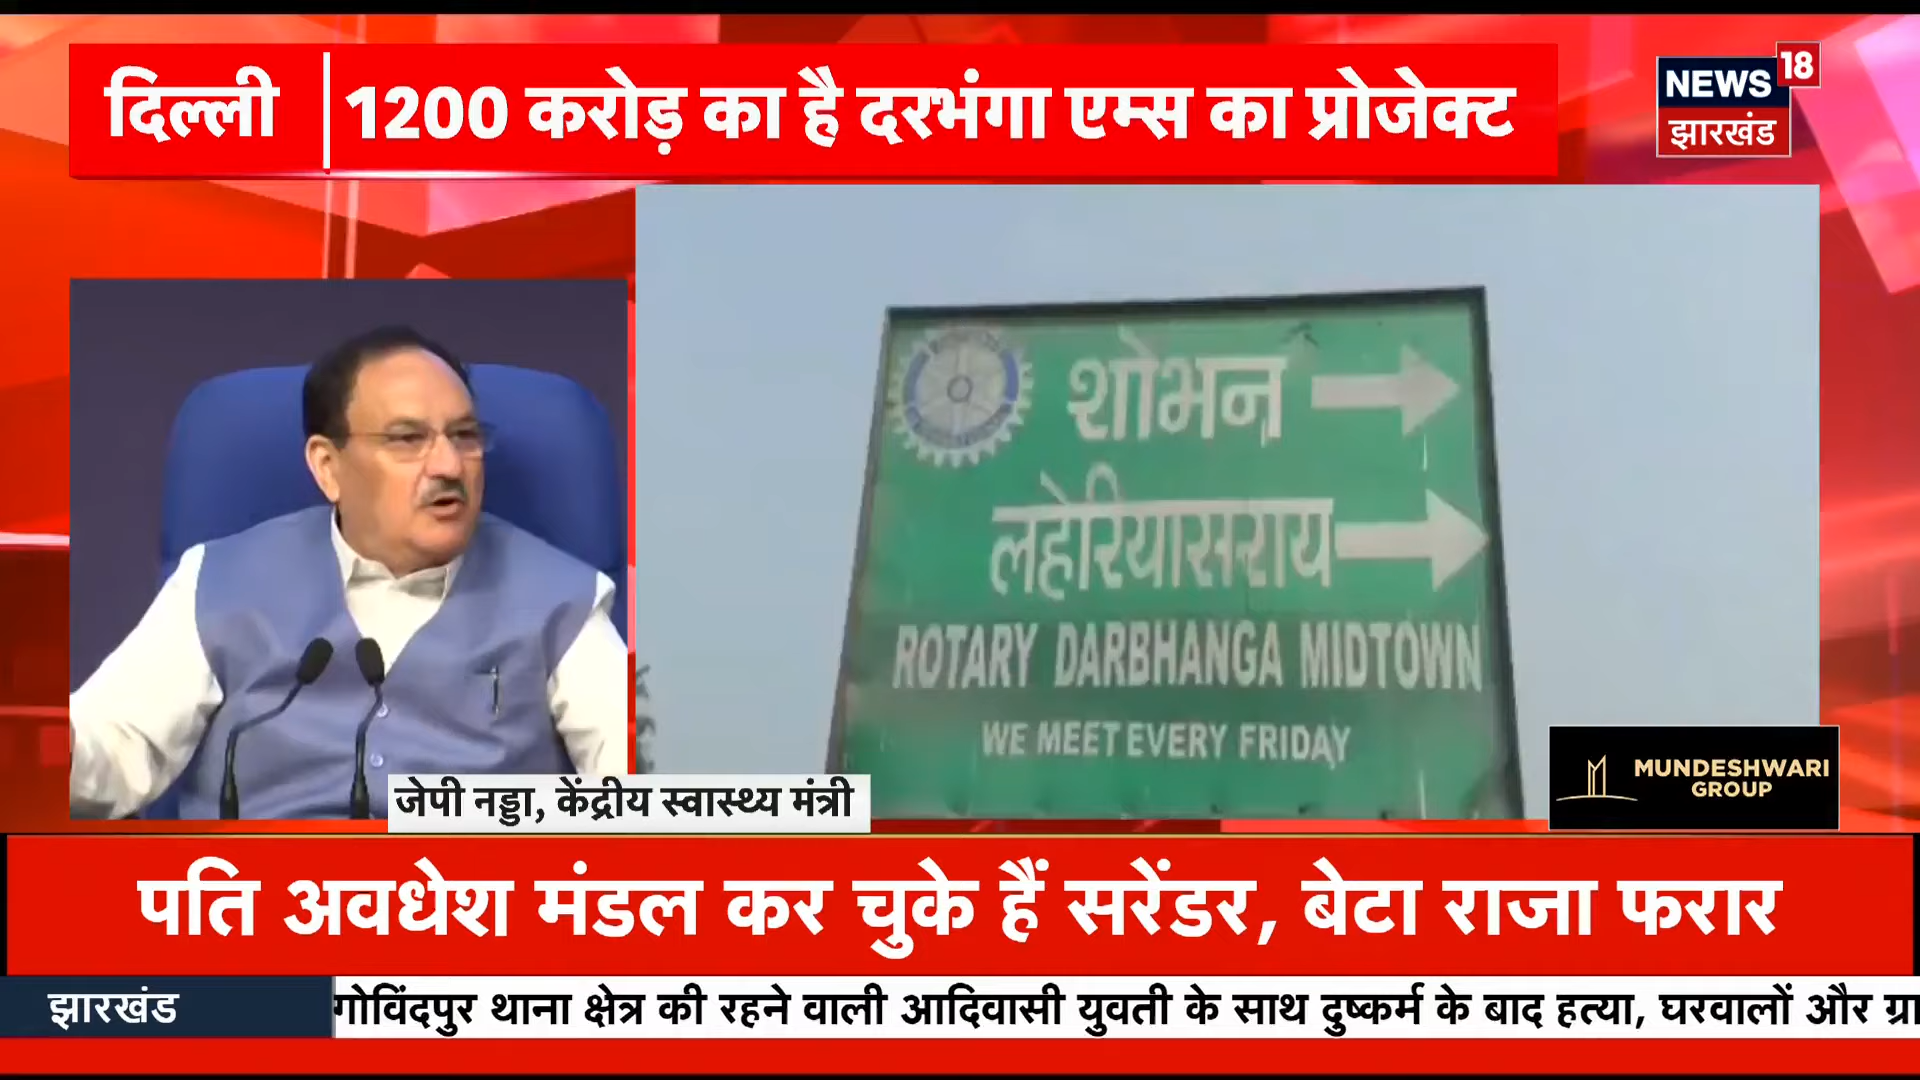 दिल्ली
1200 करोड़ का है दरभंगा एम्स का प्रोजेक्ट
NEWS 18
झारखंड
शोभन
लहेरियासराय
ROTARY DARBHANGA MIDTOWN
WE MEET EVERY FRIDAY
MUNDESHWARI
GROUP
जेपी नड्डा, केंद्रीय स्वास्थ्य मंत्री
पति अवधेश मंडल कर चुके हैं सरेंडर, बेटा राजा फरार
झारखंड
गोविंदपुर थाना क्षेत्र की रहने वाली आदिवासी युवती के साथ दुष्कर्म के बाद हत्या, घरवालों और ग्रा